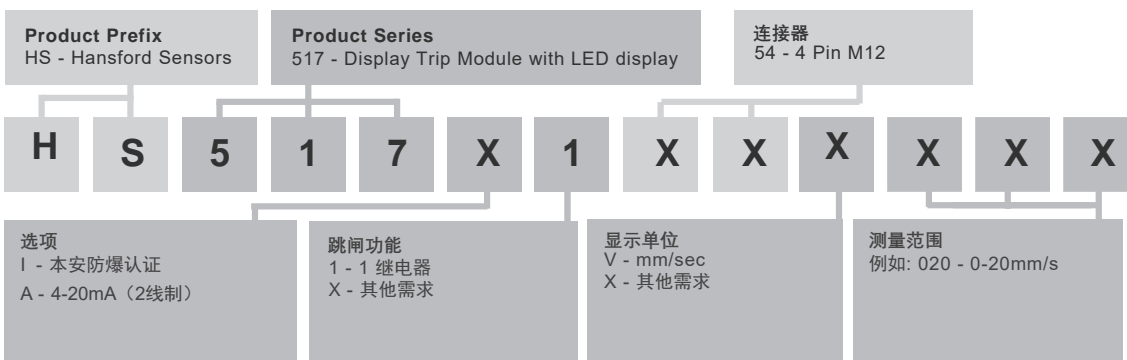 Product Prefix
HS - Hansford Sensors
Product Series
517 - Display Trip Module with LED display
连接器
54 - 4 Pin M12
H S 5 1 7 X 1 X X X X X X
选项
I - 本安防爆认证
A - 4-20mA（2线制）
跳闸功能
1 - 1 继电器
X - 其他需求
显示单位
V - mm/sec
X - 其他需求
测量范围
例如: 020 - 0-20mm/s